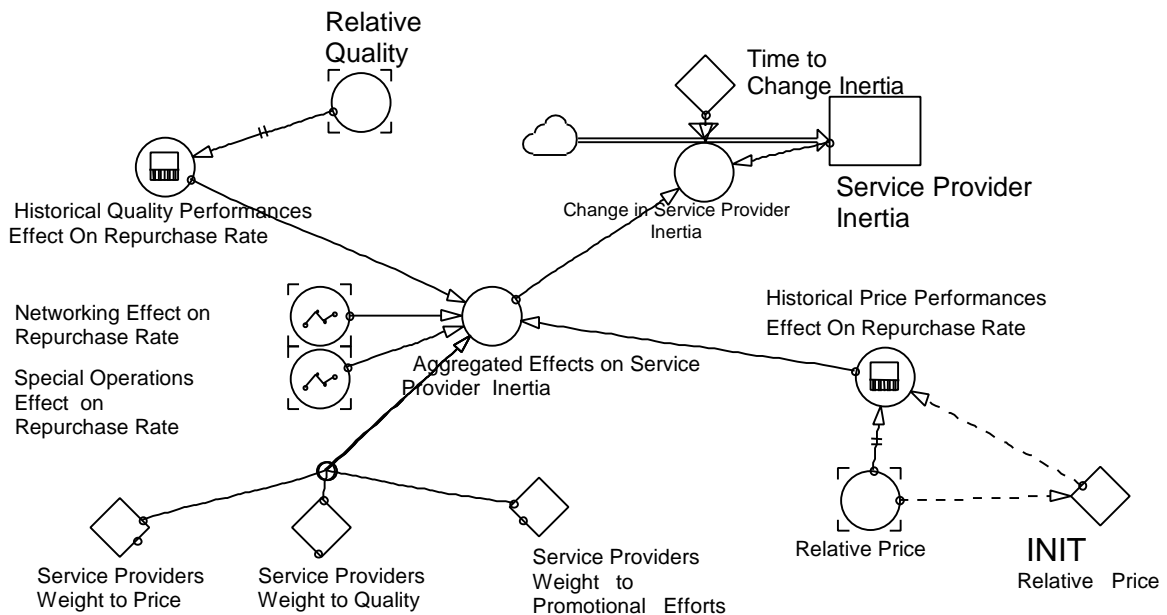 Relative
Quality
Time to
Change Inertia
Service Provider
Inertia
Change in Service Provider
Inertia
Historical Quality Performances
Effect On Repurchase Rate
Networking Effect on
Repurchase Rate
Special Operations
Effect on
Repurchase Rate
Aggregated Effects on Service
Provider Inertia
Historical Price Performances
Effect On Repurchase Rate
Service Providers
Weight to Price
Service Providers
Weight to Quality
Service Providers
Weight to
Promotional Efforts
Relative Price
INIT
Relative Price